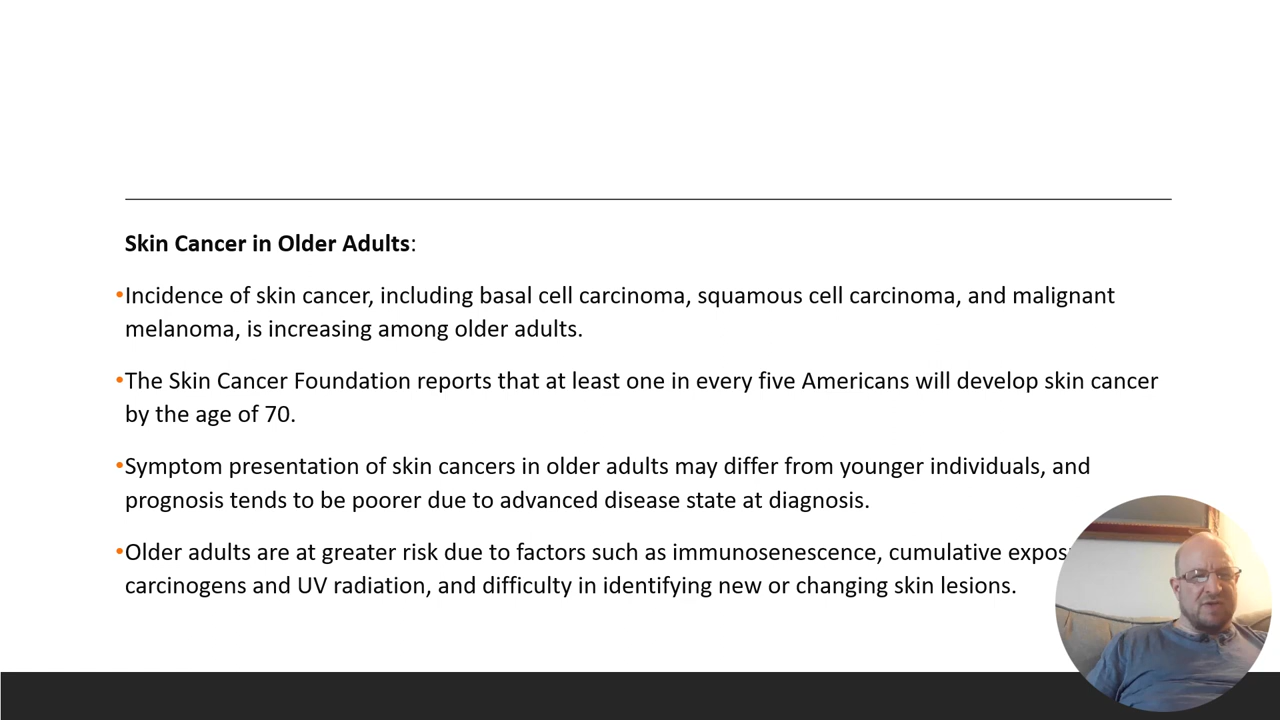 Skin Cancer in Older Adults:
•Incidence of skin cancer, including basal cell carcinoma, squamous cell carcinoma, and malignant
melanoma, is increasing among older adults.
•The Skin Cancer Foundation reports that at least one in every five Americans will develop skin cancer
by the age of 70.
•Symptom presentation of skin cancers in older adults may differ from younger individuals, and
prognosis tends to be poorer due to advanced disease state at diagnosis.
•Older adults are at greater risk due to factors such as immunosenescence, cumulative
carcinogens and UV radiation, and difficulty in identifying new or changing skin lesions.